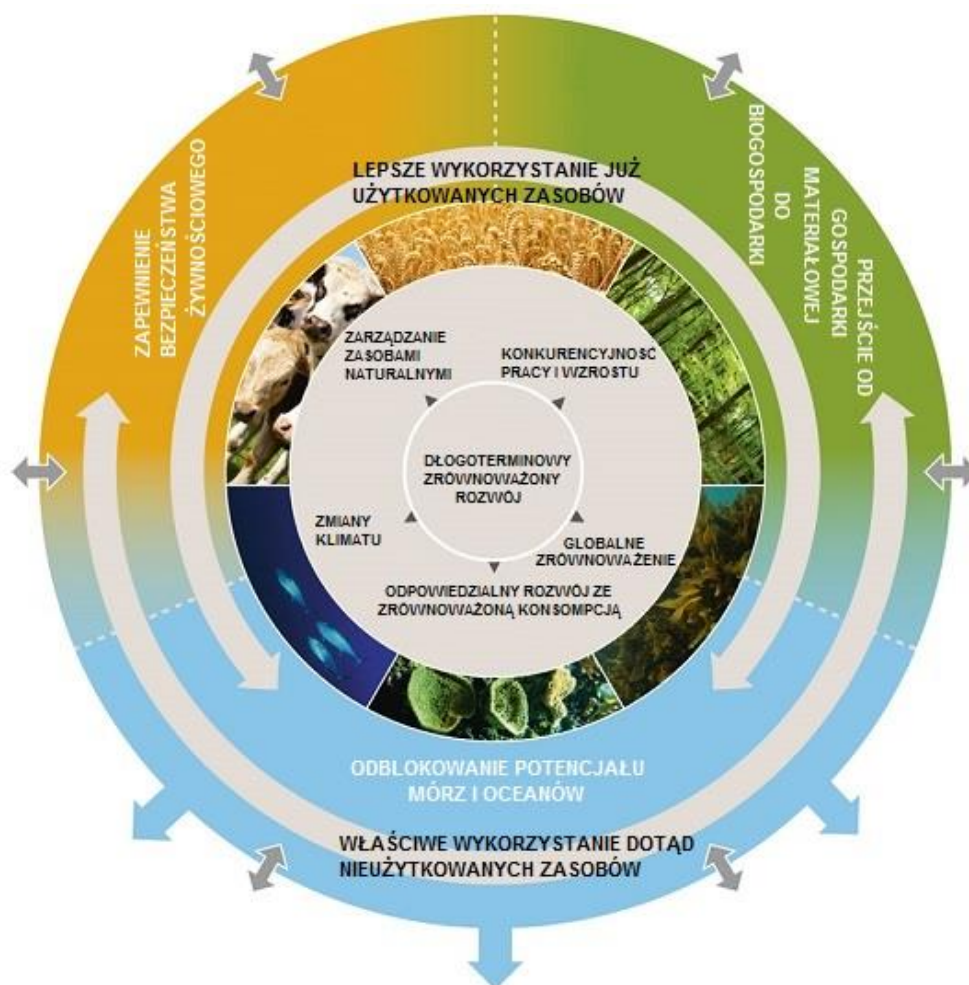 LEPSZE WYKORZYSTANIE JUŻ
UŻYTKOWANYCH ZASOBÓW
ZAPEWNIENIE
BEZPIECZEŃSTWA
ŻYWNOŚCIOWEGO
PRZEJŚCIE OD
GOSPODARKI
MATERIAŁOWEJ
DO
BIOGOSPODARKI
ZARZĄDZANIE
ZASOBAMI
NATURALNYMI
KONKURENCYJNOŚĆ
PRACY I WZROSTU
DŁOGOTERMINOWY
ZRÓWNOWAŻONY
ROZWÓJ
ZMIANY
KLIMATU
GLOBALNE
ZRÓWNOWAŻENIE
ODPOWIEDZIALNY ROZWÓJ ZE
ZRÓWNOWAŻONĄ KONSOMPCJĄ
ODBLOKOWANIE POTENCJAŁU
MÓRZ I OCEANÓW
WŁAŚCIWE WYKORZYSTANIE DOTĄD
NIEUŻYTKOWANYCH ZASOBÓW